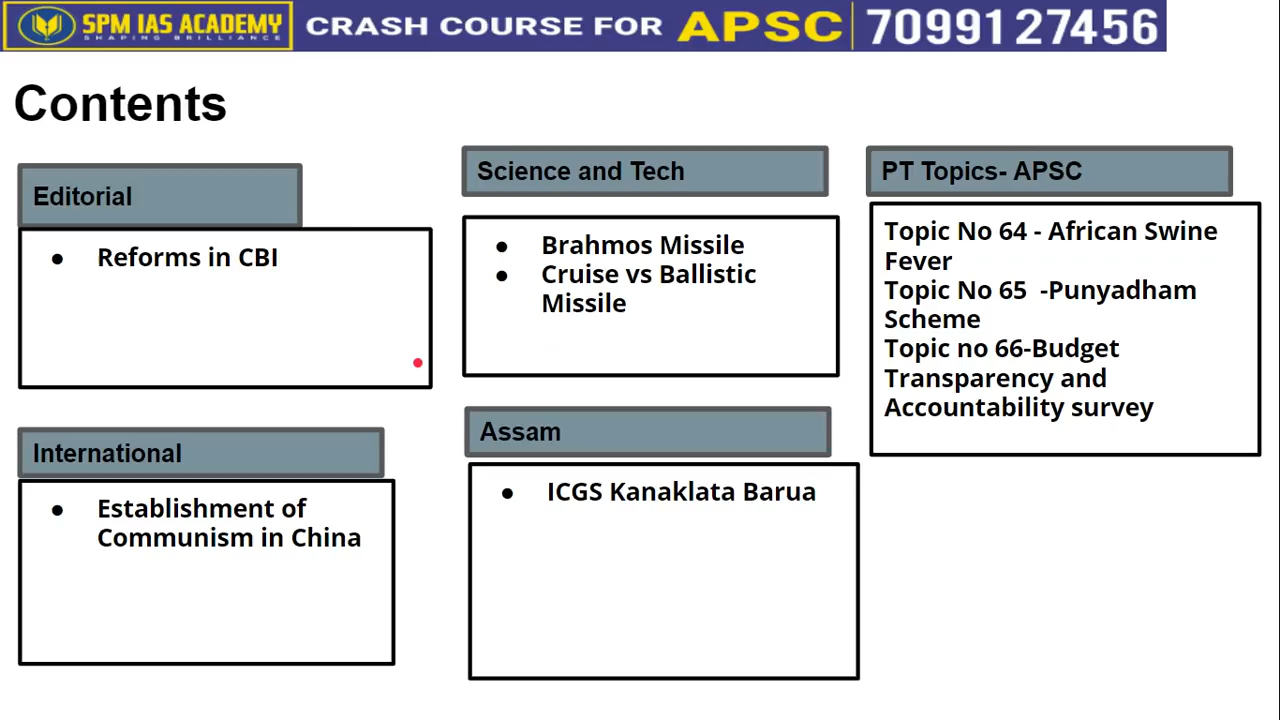 SPM IAS ACADEMY
SHAPING BRILLIANCE
CRASH COURSE FOR APSC 70991 27456
Contents
Editorial
● Reforms in CBI
International
● Establishment of
Communism in China
Science and Tech
● Brahmos Missile
● Cruise vs Ballistic
Missile
Assam
● ICGS Kanaklata Barua
PT Topics- APSC
Topic No 64 - African Swine
Fever
Topic No 65 -Punyadham
Scheme
Topic no 66-Budget
Transparency and
Accountability survey